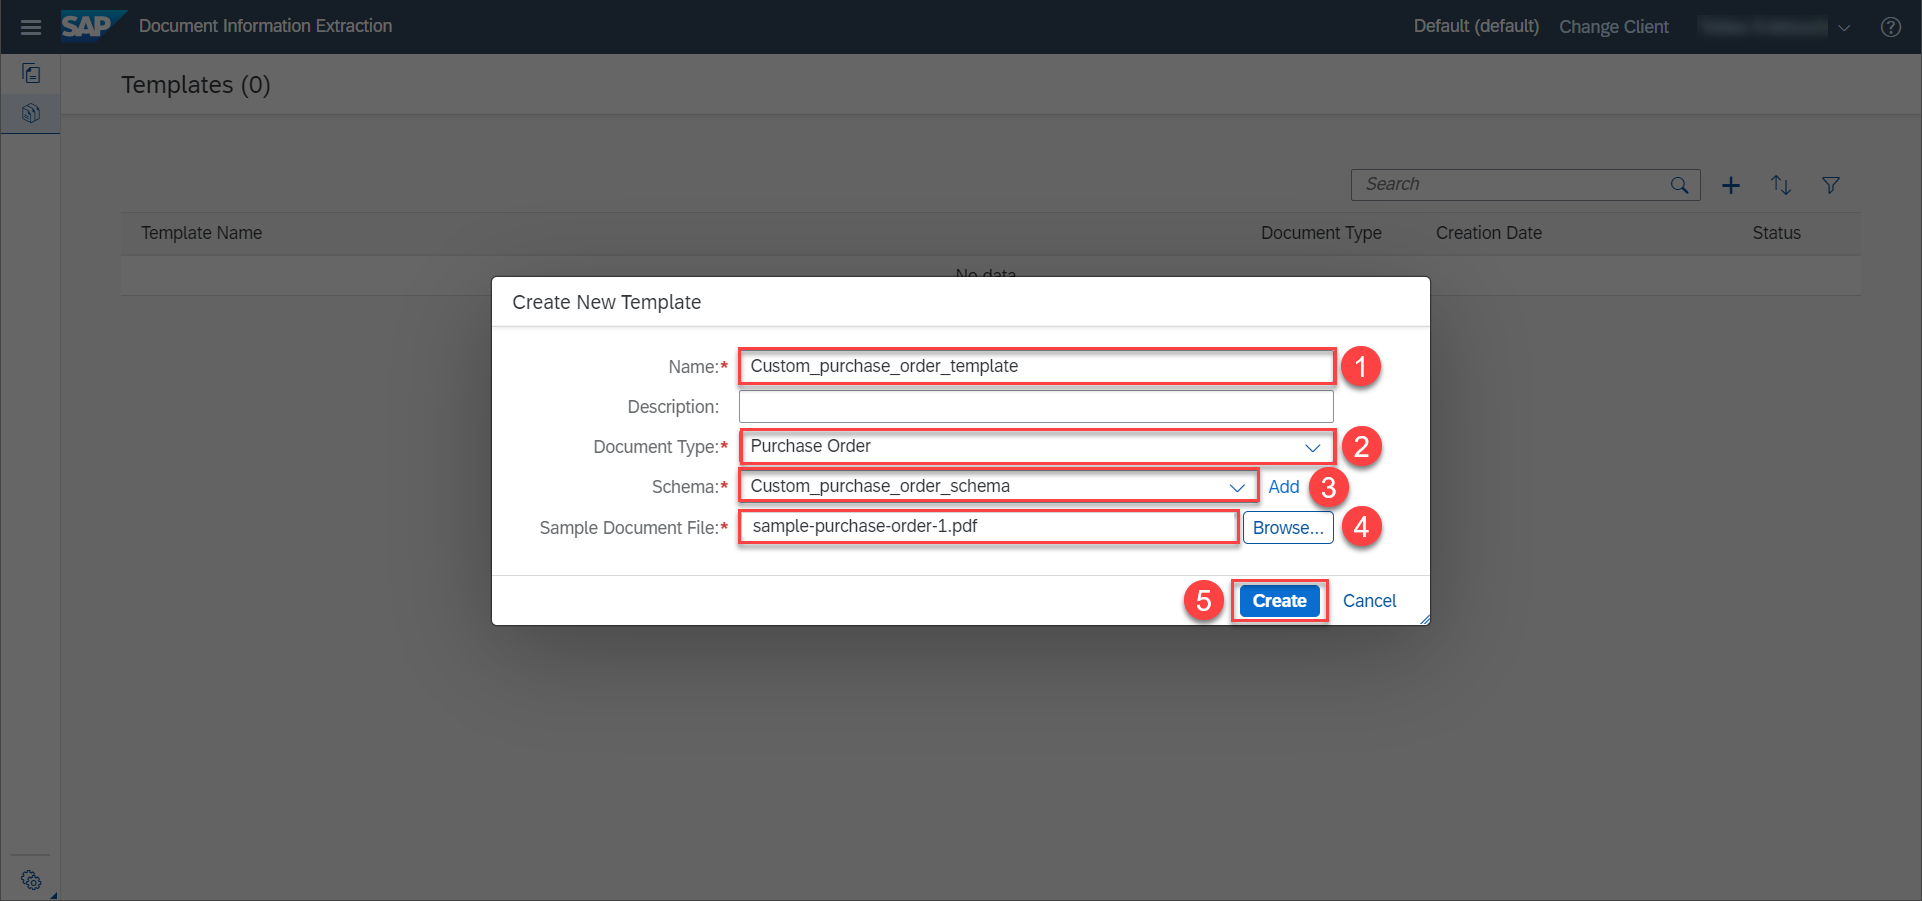 SAP Document Information Extraction Default (default) Change Client
Templates (0)
Search
Template Name Document Type Creation Date Status
No data
Create New Template
Name:* Custom_purchase_order_template 1
Description:
Document Type:* Purchase Order 2
Schema:* Custom_purchase_order_schema Add 3
Sample Document File:* sample-purchase-order-1.pdf Browse... 4
5 Create Cancel